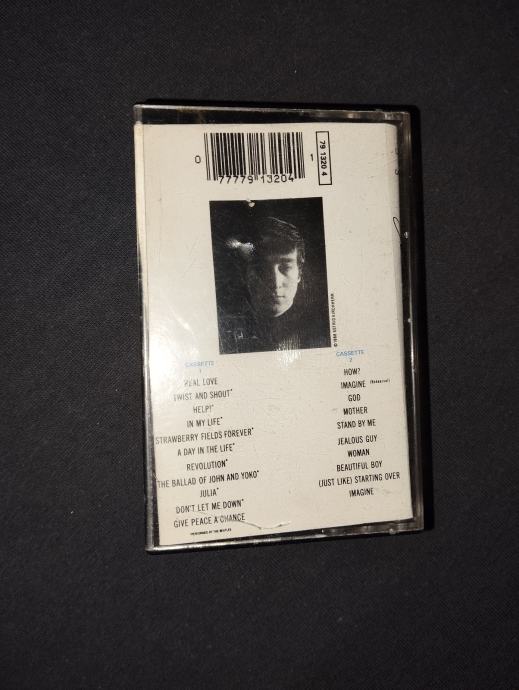 0
77779 13204
1
79 1320 4
CASSETTE
1
REAL LOVE
TWIST AND SHOUT*
HELP!*
IN MY LIFE*
STRAWBERRY FIELDS FOREVER*
A DAY IN THE LIFE*
REVOLUTION*
THE BALLAD OF JOHN AND YOKO*
JULIA*
DON'T LET ME DOWN*
GIVE PEACE A CHANCE
*PERFORMED BY THE BEATLES
CASSETTE
2
HOW?
IMAGINE (Rehearsal)
GOD
MOTHER
STAND BY ME
JEALOUS GUY
WOMAN
BEAUTIFUL BOY
(JUST LIKE) STARTING OVER
IMAGINE